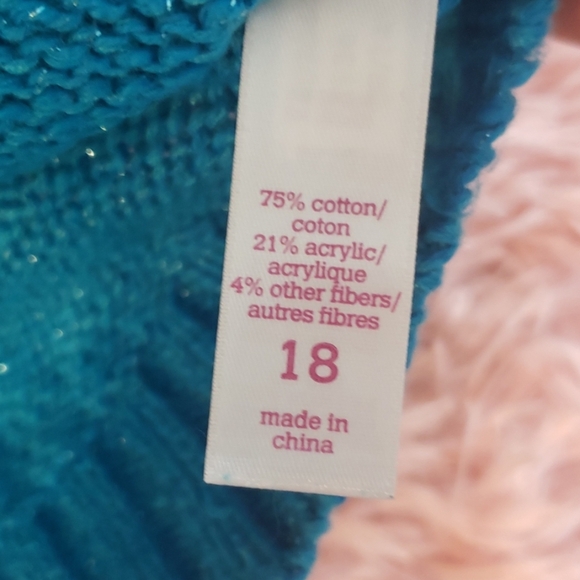 75% cotton/
coton
21% acrylic/
acrylique
4% other fibers/
autres fibres
18
made in
china